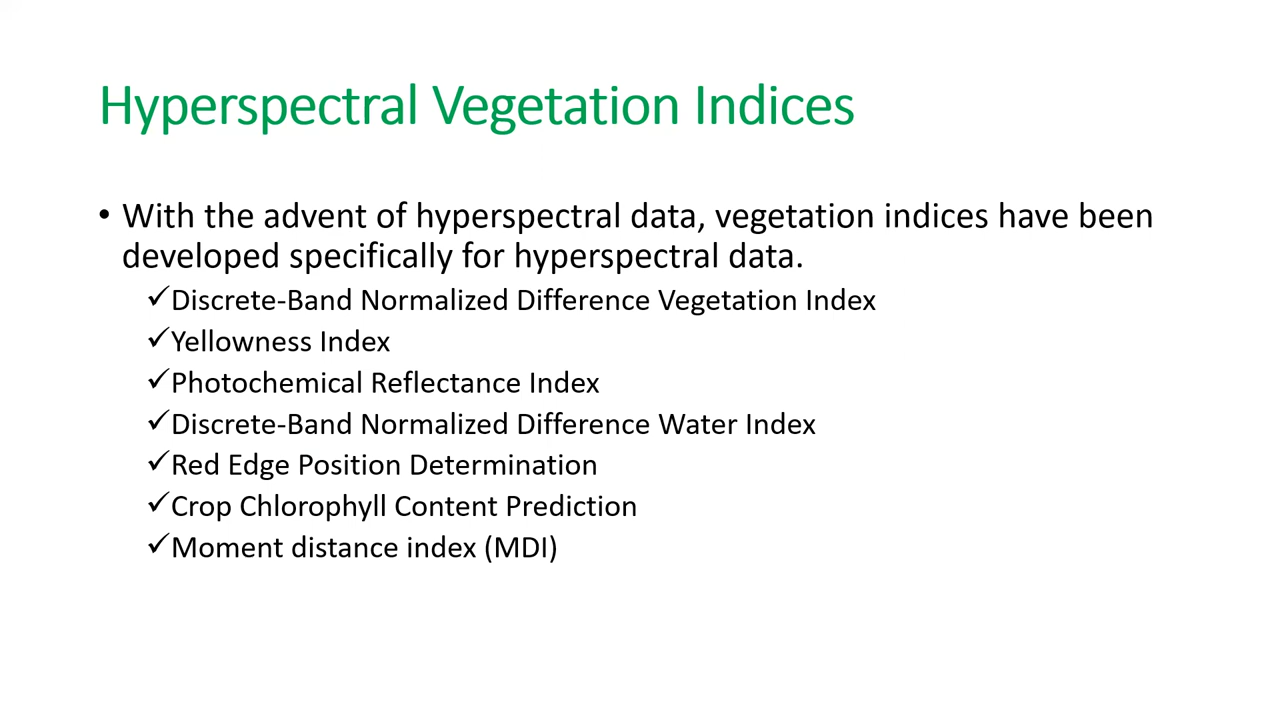 Hyperspectral Vegetation Indices
• With the advent of hyperspectral data, vegetation indices have been
developed specifically for hyperspectral data.
✓Discrete-Band Normalized Difference Vegetation Index
✓Yellowness Index
✓Photochemical Reflectance Index
✓Discrete-Band Normalized Difference Water Index
✓Red Edge Position Determination
✓Crop Chlorophyll Content Prediction
✓Moment distance index (MDI)